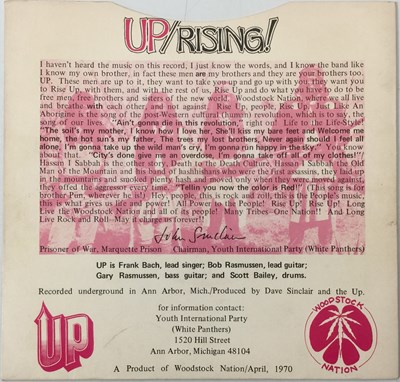 UP/RISING!
I haven't heard the music on this record, I just know the words, and I know the band like
I know my own brother, in fact these men are my brothers and they are your brothers too.
UP. These men are up to it, they want to take you up and go up with you. They want you
to Rise Up with them, and with the rest of us, Rise Up and do what you have to do to be
free men, free brothers and sisters of the new nation, Woodstock Nation, where we all live
and breathe with each other and not against. Rise Up, people, Rise Up! Just Like An
Aborigine is the song of the post-western cultural revolution, which is to say, the
song of our lives. "Ain't gonna die in this revolution," right on! Life to the Life-Style!
"The soil's my mother, I know how I love her, She'll kiss my bare feet and Welcome me
home, the hot sun's my father, The trees my lost brothers, Never again should I feel all
alone, I'm gonna take up the wild man's cry, I'm gonna be happy in the sky" You know
about that. "City's done give me an overdose, I'm gonna take off all of my clothes!!"
Hassan I Sabbah is the other story, Death to the Death Culture, Hassan I Sabbah the Old
Man of the Mountain and his band of hashishins who were the first assassins, they laid up in
the mountains and smoked plenty hash and moved only when they were moved against, they
offed the aggressor every time. "Tellin you now the color is Red!!" (This song is for
brother Pun, wherever he is!) Hey, people, this is rock and roll, this is the People's music,
this is what gives us life and power! All Power to the People! Rise Up! Rise Up! Long
Live the Woodstock Nation and all of its people! Many Tribes One Nation!! And Long
Live Rock and Roll May it change us forever!!
John Sinclair
Prisoner of War, Marquette Prison Chairman, Youth International Party (White Panthers)
UP is Frank Bach, lead singer; Bob Rasmussen, lead guitar;
Gary Rasmussen, bass guitar; and Scott Bailey, drums.
Recorded underground in Ann Arbor, Mich./Produced by Dave Sinclair and the Up.
for information contact:
Youth International Party
(White Panthers)
1520 Hill Street
Ann Arbor, Michigan 48104
UP
WOODSTOCK
NATION
A Product of Woodstock Nation/April, 1970